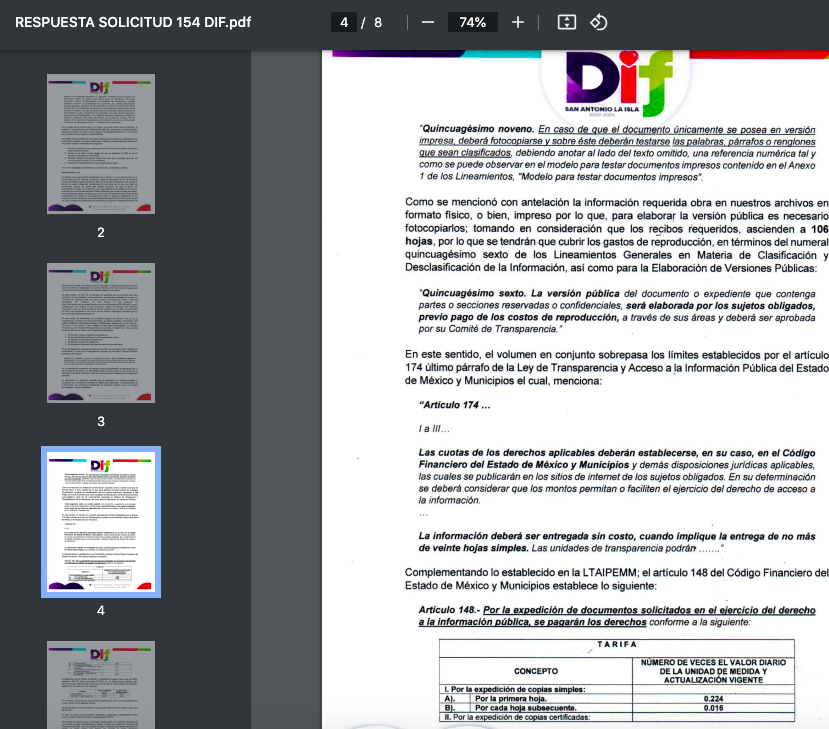 RESPUESTA SOLICITUD 154 DIF.pdf
4 / 8
74%
Dif
SAN ANTONIO LA ISLA
2022-2024
"Quincuagésimo noveno. En caso de que el documento únicamente se posea en versión
impresa, deberá fotocopiarse y sobre éste deberán testarse las palabras, párrafos o renglones
que sean clasificados, debiendo anotar al lado del texto omitido, una referencia numérica tal y
como se puede observar en el modelo para testar documentos impresos contenido en el Anexo
1 de los Lineamientos, "Modelo para testar documentos impresos".
Como se mencionó con antelación la información requerida obra en nuestros archivos en
formato físico, o bien, impreso por lo que, para elaborar la versión pública es necesario
fotocopiarlos; tomando en consideración que los recibos requeridos, ascienden a 106
hojas, por lo que se tendrán que cubrir los gastos de reproducción, en términos del numeral
quincuagésimo sexto de los Lineamientos Generales en Materia de Clasificación y
Desclasificación de la Información, así como para la Elaboración de Versiones Públicas:
"Quincuagésimo sexto. La versión pública del documento o expediente que contenga
partes o secciones reservadas o confidenciales, será elaborada por los sujetos obligados,
previo pago de los costos de reproducción, a través de sus áreas y deberá ser aprobada
por su Comité de Transparencia."
En este sentido, el volumen en conjunto sobrepasa los límites establecidos por el artículo
174 último párrafo de la Ley de Transparencia y Acceso a la Información Pública del Estado
de México y Municipios el cual, menciona:
"Artículo 174 ...
I a III...
Las cuotas de los derechos aplicables deberán establecerse, en su caso, en el Código
Financiero del Estado de México y Municipios y demás disposiciones jurídicas aplicables,
las cuales se publicarán en los sitios de internet de los sujetos obligados. En su determinación
se deberá considerar que los montos permitan o faciliten el ejercicio del derecho de acceso a
la información.
...
La información deberá ser entregada sin costo, cuando implique la entrega de no más
de veinte hojas simples. Las unidades de transparencia podrán ......."
Complementando lo establecido en la LTAIPEMM; el artículo 148 del Código Financiero del
Estado de México y Municipios establece lo siguiente:
Artículo 148.- Por la expedición de documentos solicitados en el ejercicio del derecho
a la información pública, se pagarán los derechos conforme a la siguiente:
TARIFA
CONCEPTO
NÚMERO DE VECES EL VALOR DIARIO
DE LA UNIDAD DE MEDIDA Y
ACTUALIZACIÓN VIGENTE
I. Por la expedición de copias simples:
A). Por la primera hoja. 0.224
B). Por cada hoja subsecuente. 0.016
II. Por la expedición de copias certificadas:
Dif
2
Dif
3
Dif
4
Dif